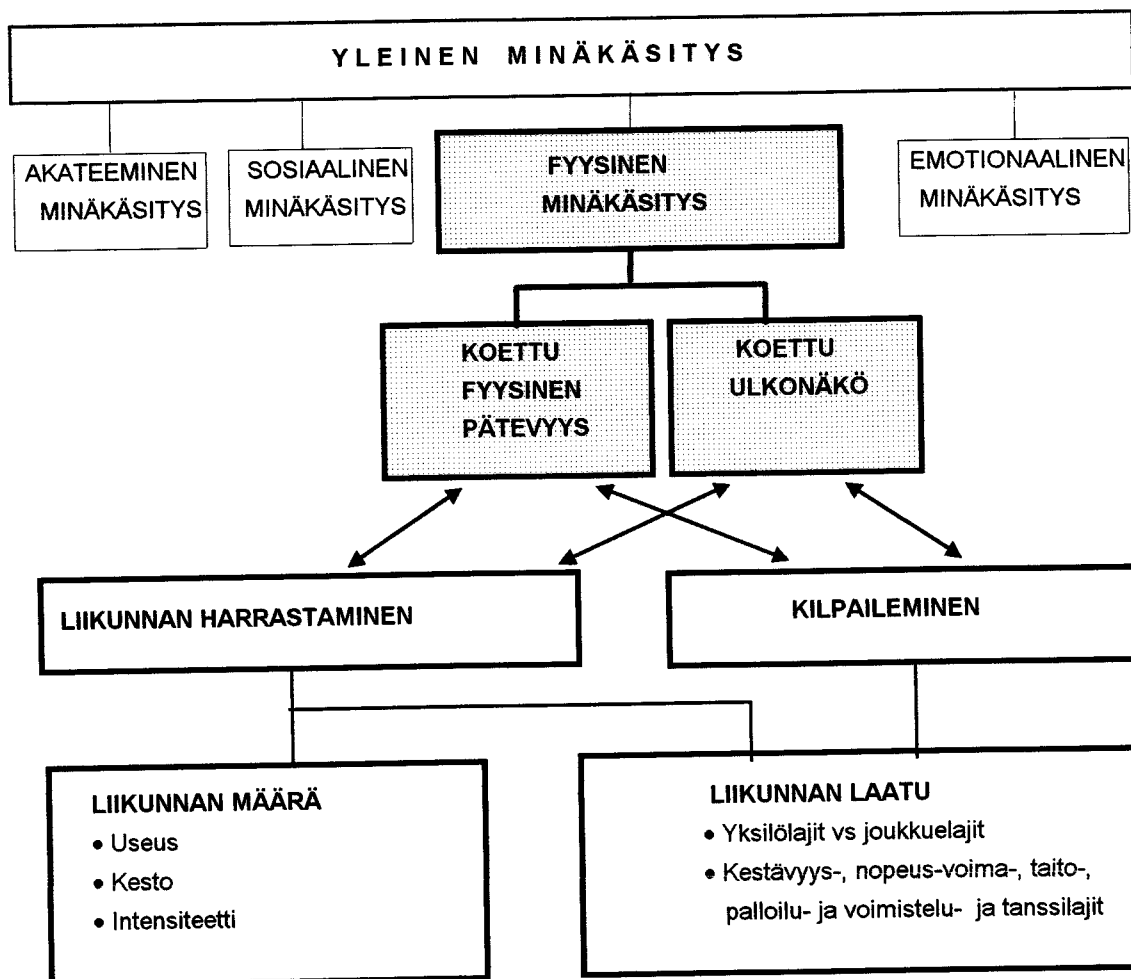 YLEINEN MINÄKÄSITYS
AKATEEMINEN
MINÄKÄSITYS
SOSIAALINEN
MINÄKÄSITYS
FYYSINEN
MINÄKÄSITYS
EMOTIONAALINEN
MINÄKÄSITYS
KOETTU
FYYSINEN
PÄTEVYYS
KOETTU
ULKONÄKÖ
LIIKUNNAN HARRASTAMINEN
KILPAILEMINEN
LIIKUNNAN MÄÄRÄ
• Useus
• Kesto
• Intensiteetti
LIIKUNNAN LAATU
• Yksilölajit vs joukkuelajit
• Kestävyys-, nopeus-voima-, taito-,
palloilu- ja voimistelu- ja tanssilajit